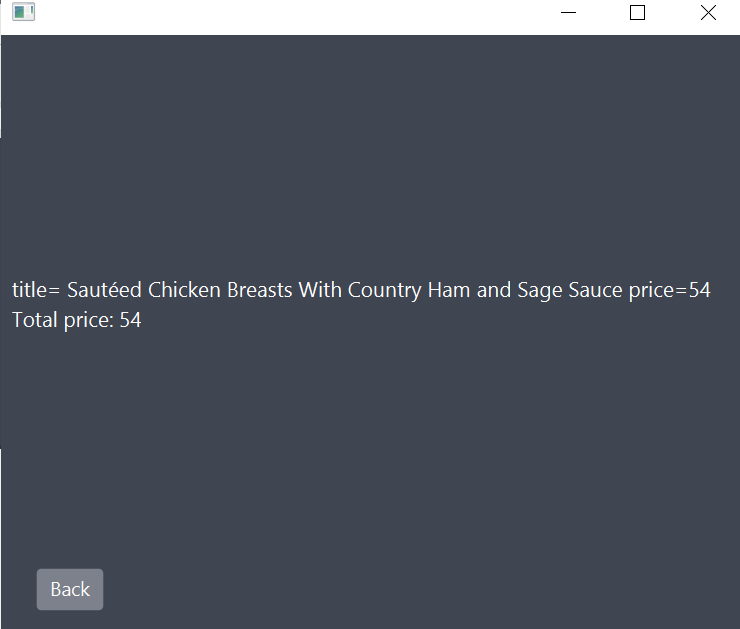 title= Sautéed Chicken Breasts With Country Ham and Sage Sauce price=54
Total price: 54
Back